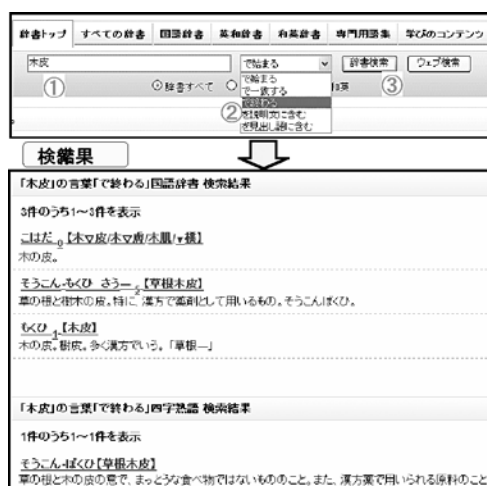 辞書トップ すべての辞書 国語辞書 英和辞書 和英辞書 専門用語集 学びのコンテンツ
木皮 で始まる 辞書検索 ウェブ検索
① 辞書すべて ② ③
で始まる
で一致する
で終わる
を説明文に含む
を見出し語に含む
検索結果
「木皮」の言葉「で終わる」国語辞書 検索結果
3件のうち1~3件を表示
こはだ 0【木▽皮/木▽膚/木肌/▼樸】
木の皮。
そうこん-もくひ さう— 5【草根木皮】
草の根と樹木の皮。特に、漢方で薬剤として用いるもの。そうこんぼくひ。
もくひ 1【木皮】
木の皮。樹皮。多く漢方でいう。「草根—」
「木皮」の言葉「で終わる」四字熟語 検索結果
1件のうち1~1件を表示
そうこん-ぼくひ【草根木皮】
草の根と木の皮の意で、まっとうな食べ物ではないもののこと。また、漢方薬で用いられる原料のこと